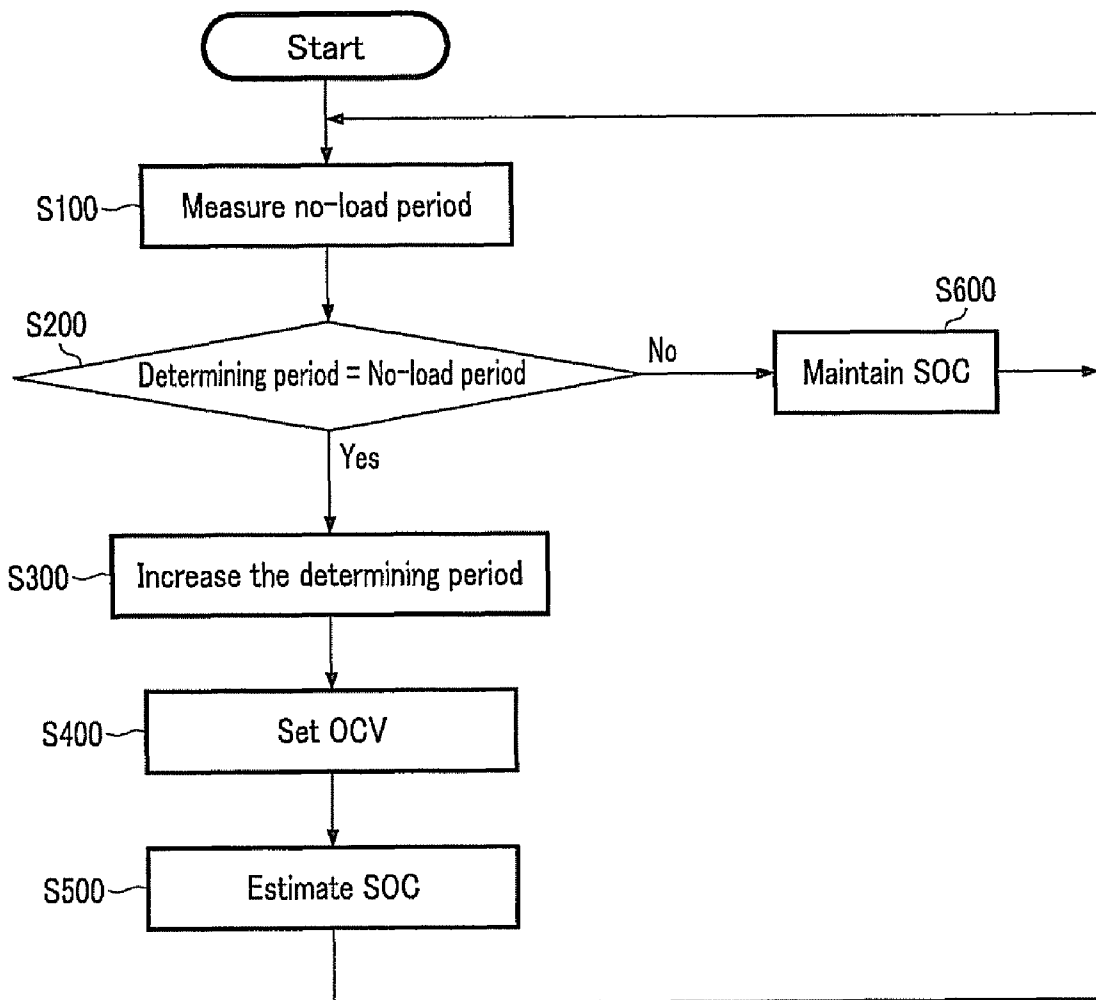 Start
S100
Measure no-load period
S200
Determining period = No-load period
No
S600
Maintain SOC
Yes
S300
Increase the determining period
S400
Set OCV
S500
Estimate SOC